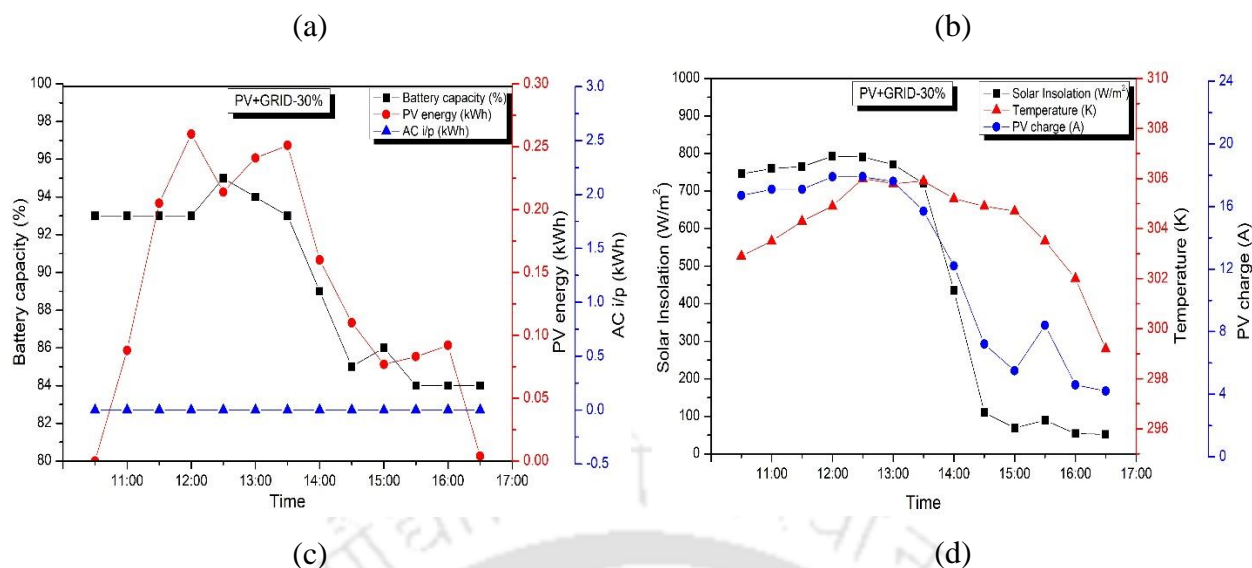 (a) (b)
PV+GRID-30%
Battery capacity (%)
PV energy (kWh)
AC i/p (kWh)
100
98
96
94
92
90
88
86
84
82
80
Battery capacity (%)
0.30
0.25
0.20
0.15
0.10
0.05
0.00
PV energy (kWh)
3.0
2.5
2.0
1.5
1.0
0.5
0.0
-0.5
AC i/p (kWh)
11:00 12:00 13:00 14:00 15:00 16:00 17:00
Time
PV+GRID-30%
Solar Insolation (W/m²)
Temperature (K)
PV charge (A)
1000
900
800
700
600
500
400
300
200
100
0
Solar Insolation (W/m²)
310
308
306
304
302
300
298
296
Temperature (K)
24
20
16
12
8
4
0
PV charge (A)
11:00 12:00 13:00 14:00 15:00 16:00 17:00
Time
(c) (d)